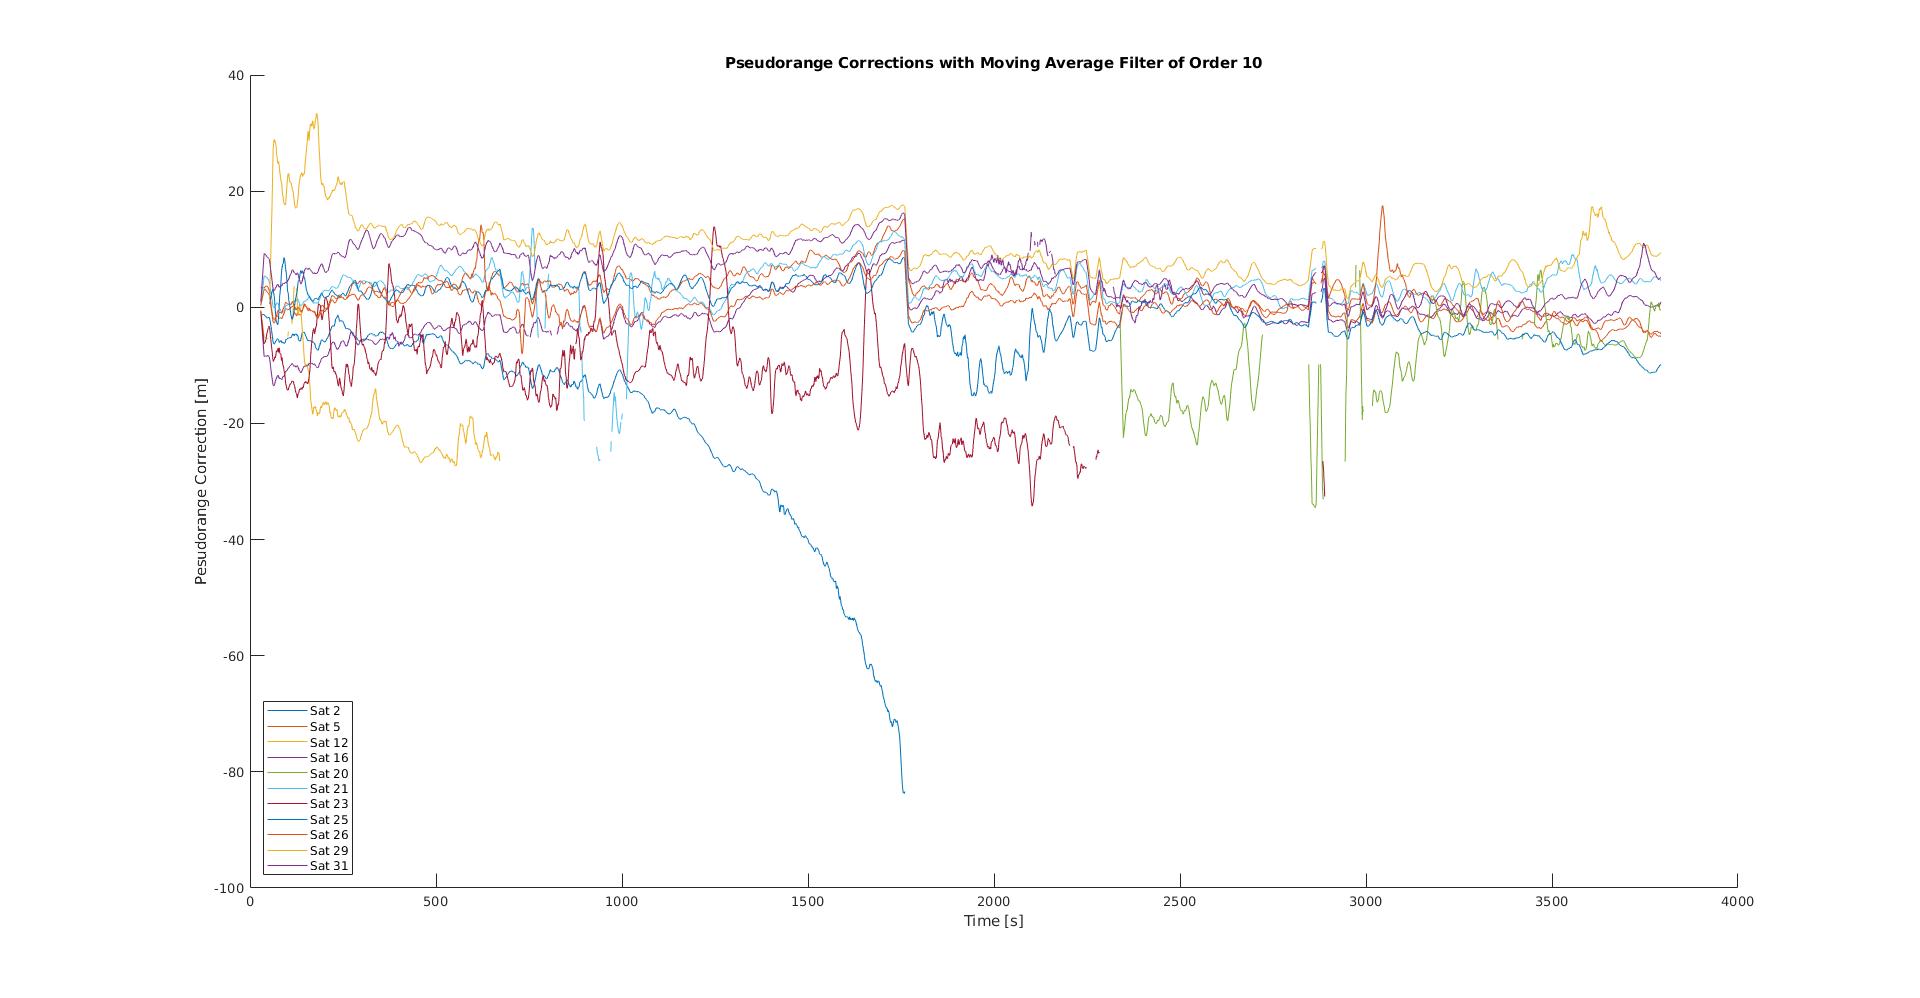 Pseudorange Corrections with Moving Average Filter of Order 10
40
20
0
-20
-40
-60
-80
-100
Pesudorange Correction [m]
Sat 2
Sat 5
Sat 12
Sat 16
Sat 20
Sat 21
Sat 23
Sat 25
Sat 26
Sat 29
Sat 31
0 500 1000 1500 2000 2500 3000 3500 4000
Time [s]